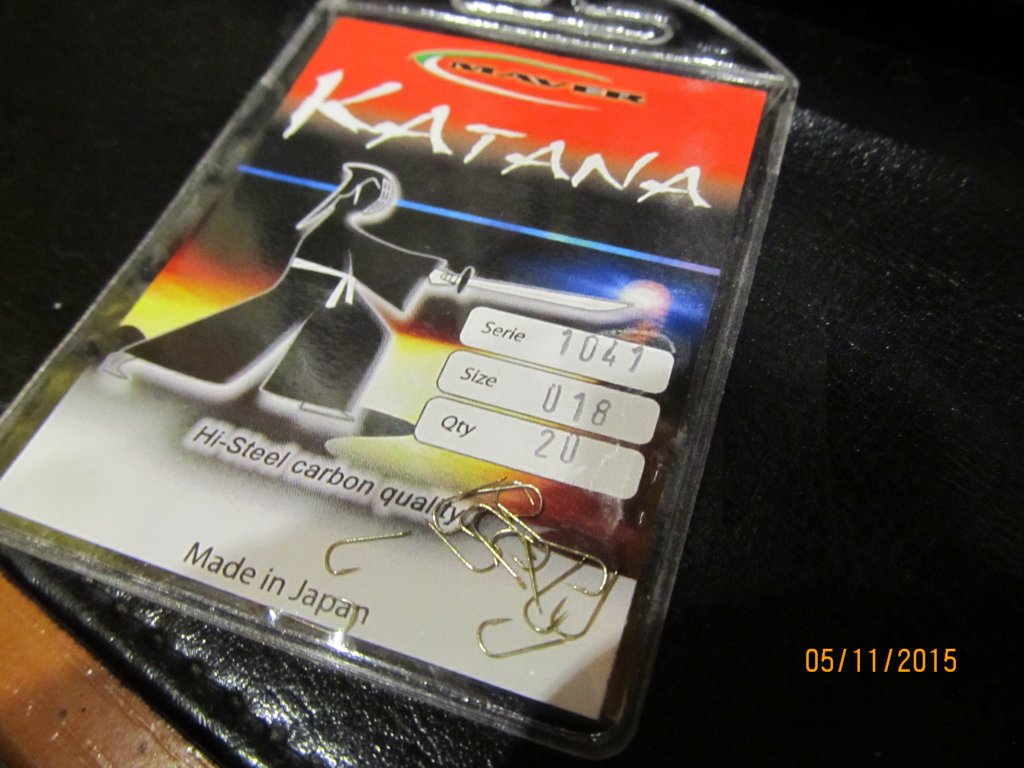 MAVER
KATANA
Serie 1041
Size 018
Qty 20
Hi-Steel carbon quality
Made in Japan
05/11/2015